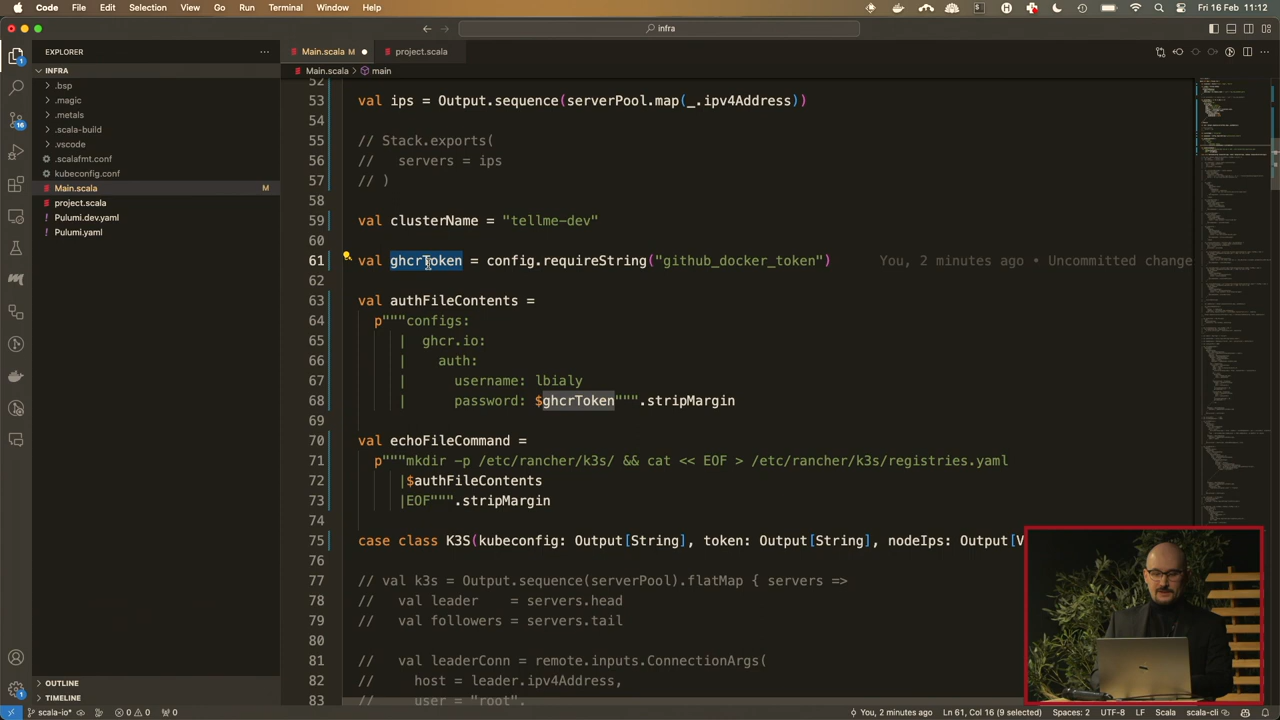 Code File Edit Selection View Go Run Terminal Window Help Fri 16 Feb 11:12
infra
EXPLORER
Main.scala M
project.scala
INFRA
Main.scala
main
.bsp
.magic
.metals
.scala-build
.vscode
.scalafmt.conf
kubeconfig.conf
Main.scala M
project.scala
Pulumi.dev.yaml
Pulumi.yaml
52
53 val ips = Output.sequence(serverPool.map(_.ipv4Address))
54
55 // Stack.exports(
56 // servers = ips
57 // )
58
59 val clusterName = "tellme-dev"
60
61 val ghcrToken = config.requireString("github_docker_token") You, 2 minutes ago • Uncommitted change
62
63 val authFileContents =
64 p"""configs:
65 | ghcr.io:
66 | auth:
67 | username: lbialy
68 | password: $ghcrToken""".stripMargin
69
70 val echoFileCommand =
71 p"""mkdir -p /etc/rancher/k3s && cat << EOF > /etc/rancher/k3s/registries.yaml
72 |$authFileContents
73 |EOF""".stripMargin
74
75 case class K3S(kubeconfig: Output[String], token: Output[String], nodeIps: Output[V
76
77 // val k3s = Output.sequence(serverPool).flatMap { servers =>
78 // val leader = servers.head
79 // val followers = servers.tail
80
81 // val leaderConn = remote.inputs.ConnectionArgs(
82 // host = leader.ipv4Address,
83 // user = "root",
OUTLINE
TIMELINE
scala-io* 0 0 0 You, 2 minutes ago Ln 61, Col 16 (9 selected) Spaces: 2 UTF-8 LF Scala scala-cli